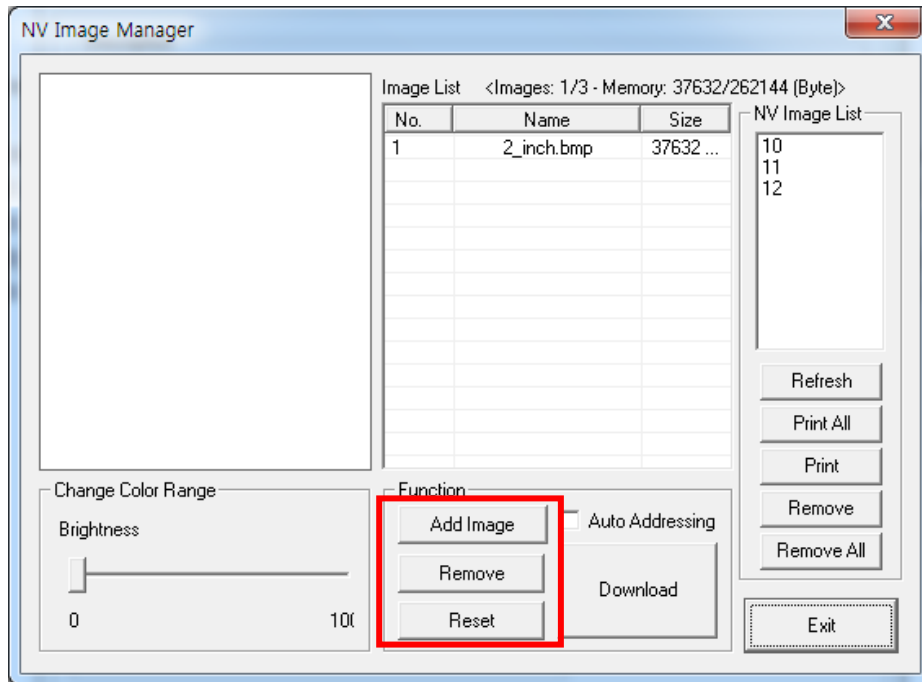 NV Image Manager
Image List <Images: 1/3 - Memory: 37632/262144 (Byte)>
No. Name Size
1 2_inch.bmp 37632 ...
NV Image List
10
11
12
Refresh
Print All
Print
Remove
Remove All
Change Color Range
Brightness
0 10(
Function
Add Image
Auto Addressing
Remove
Download
Reset
Exit